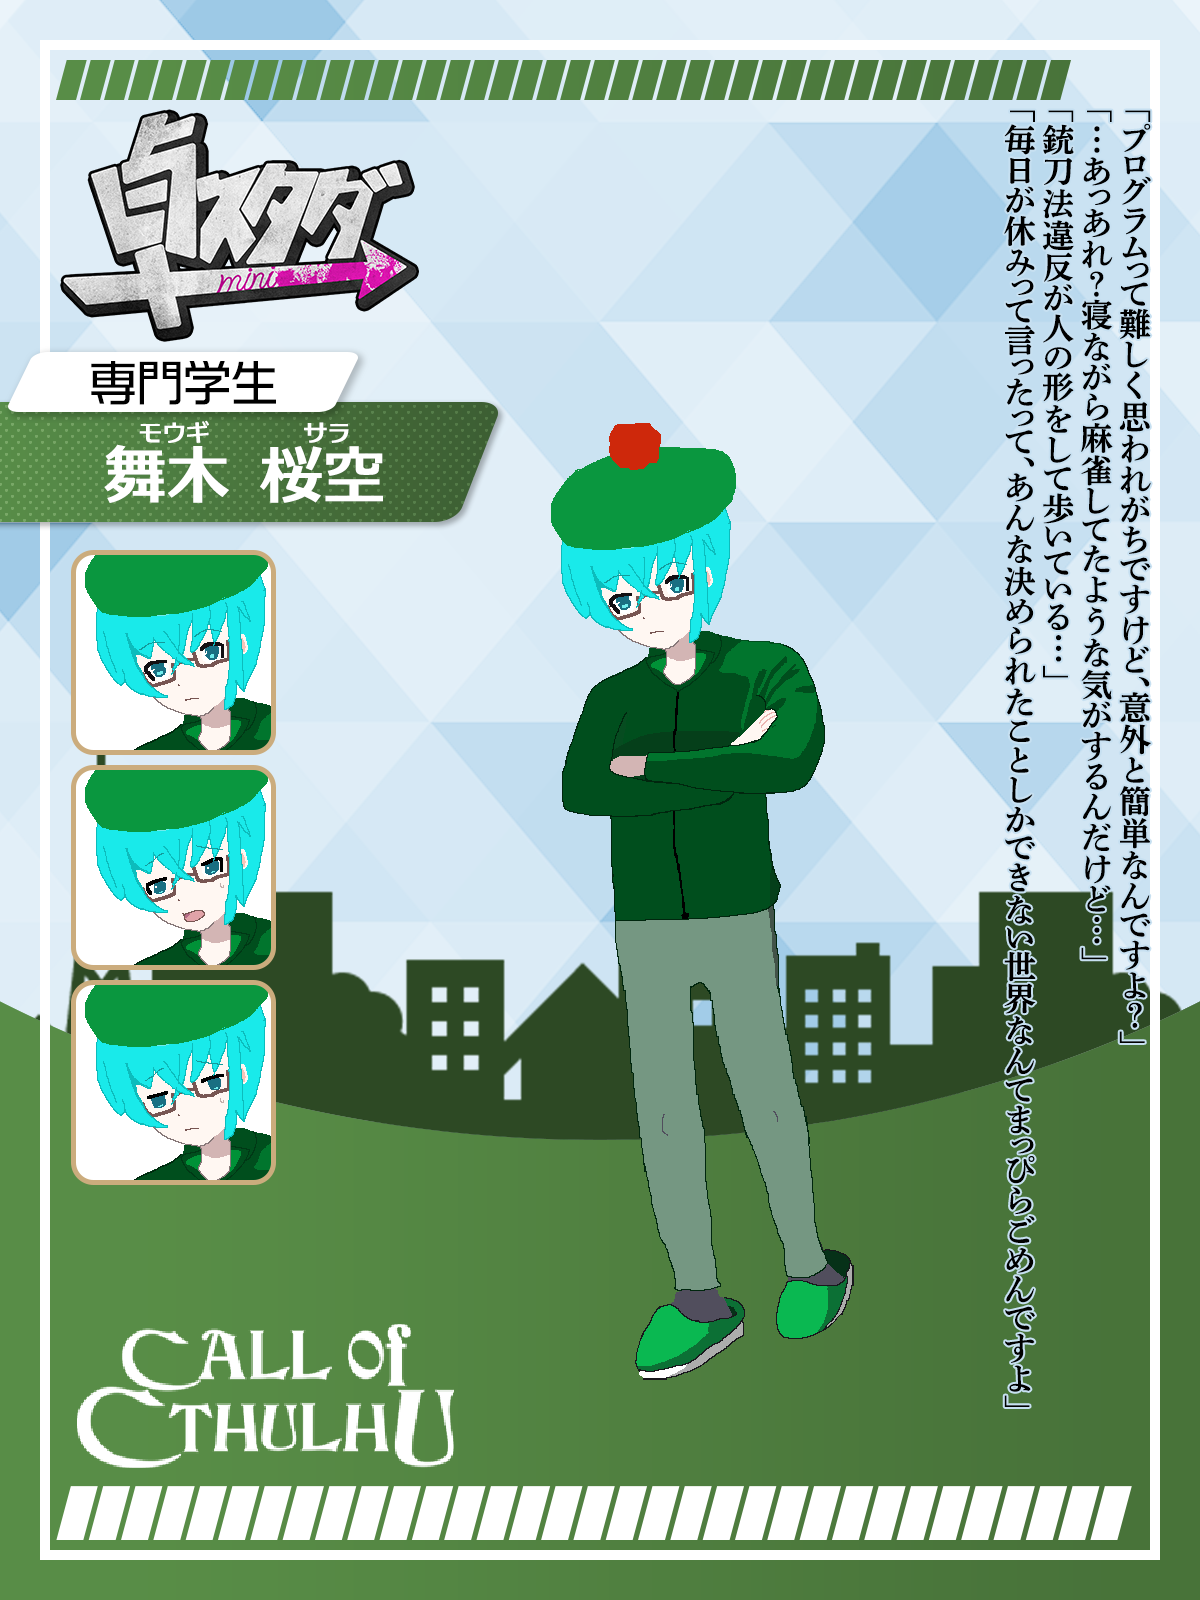 卓スタダ
mini
専門学生
モウギ サラ
舞木 桜空
「プログラムって難しく思われがちですけど、意外と簡単なんですよ？」
「…あっあれ？寝ながら麻雀してたような気がするんだけど…」
「銃刀法違反が人の形をして歩いている…」
「毎日が休みって言ったって、あんな決められたことしかできない世界なんてまっぴらごめんですよ」
CALL of
CTHULHU